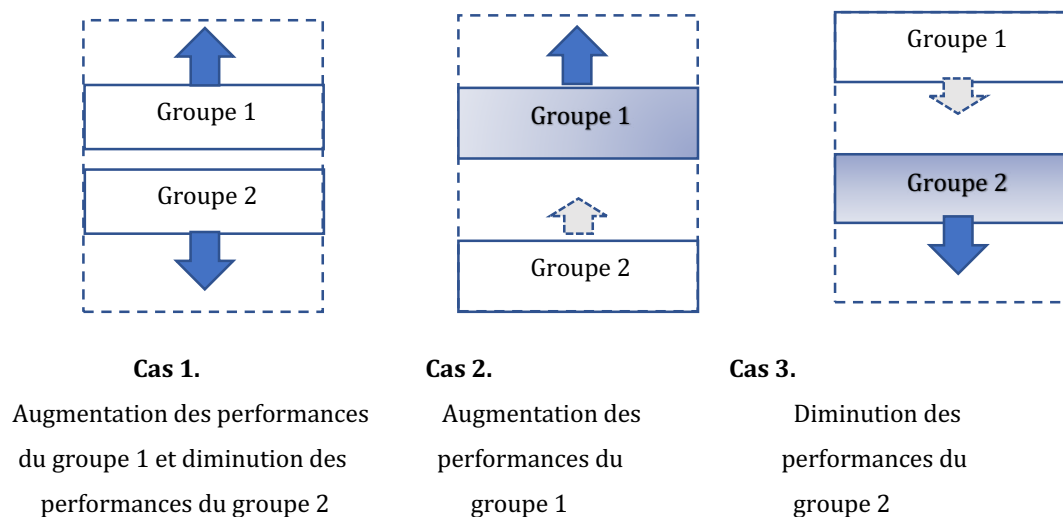 Groupe 1
Groupe 2
Groupe 1
Groupe 2
Groupe 1
Groupe 2
Cas 1.
Augmentation des performances
du groupe 1 et diminution des
performances du groupe 2
Cas 2.
Augmentation des
performances du
groupe 1
Cas 3.
Diminution des
performances du
groupe 2